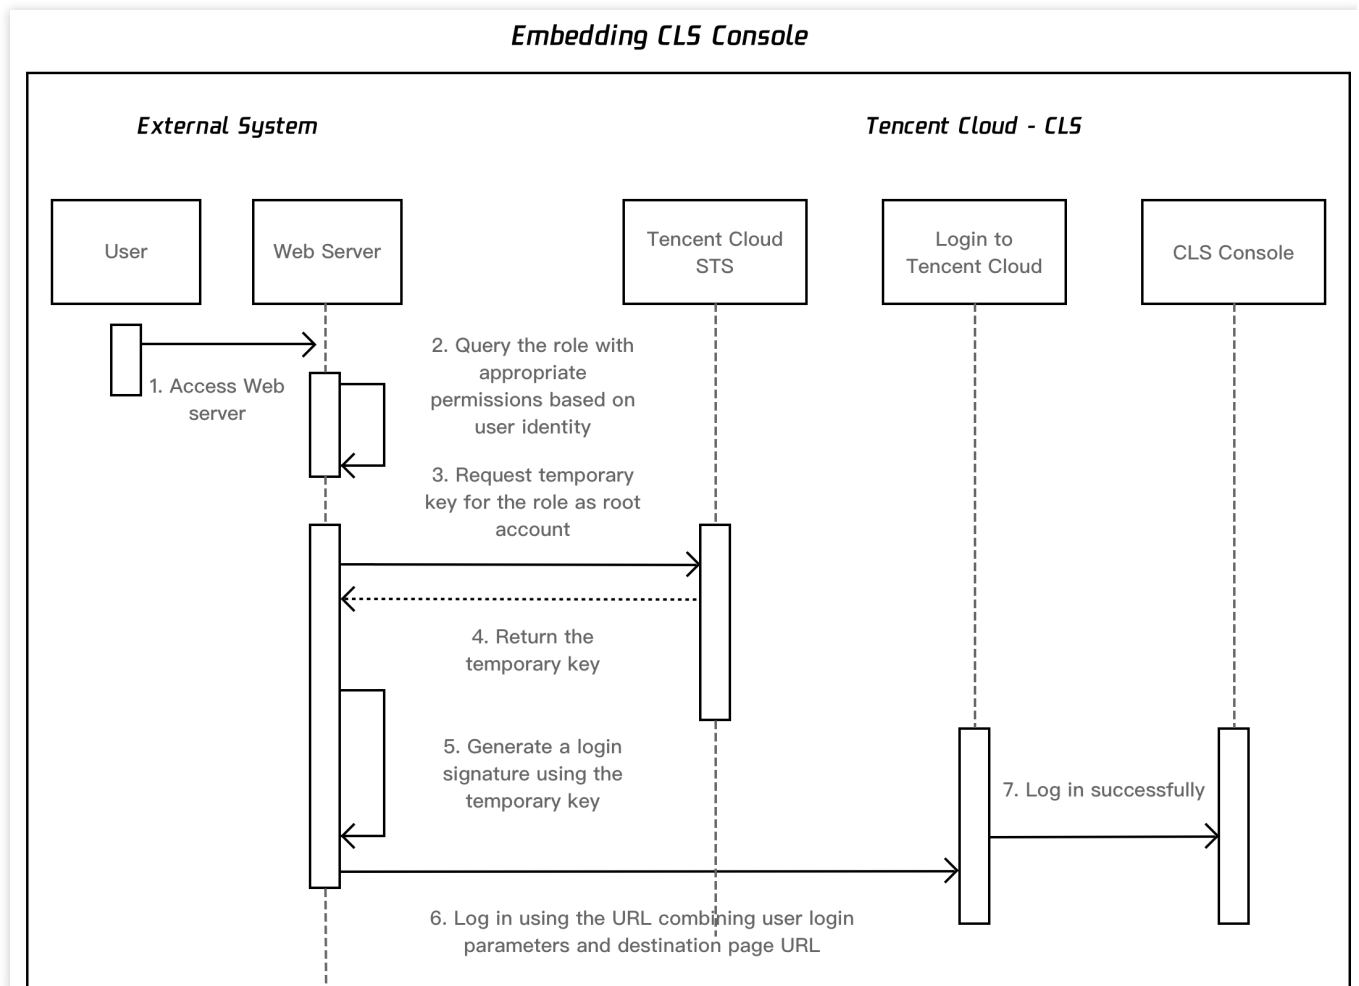 Embedding CLS Console
External System
Tencent Cloud - CLS
User
Web Server
Tencent Cloud
STS
Login to
Tencent Cloud
CLS Console
1. Access Web
server
2. Query the role with
appropriate
permissions based on
user identity
3. Request temporary
key for the role as root
account
4. Return the
temporary key
5. Generate a login
signature using the
temporary key
7. Log in successfully
6. Log in using the URL combining user login
parameters and destination page URL